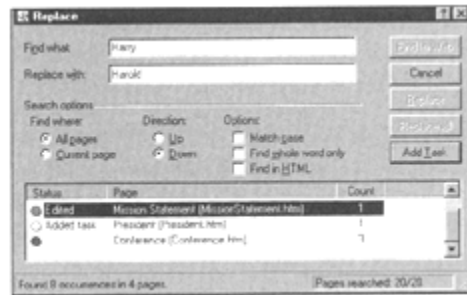 Replace
Find what: Harry
Replace with: Harold
Find In Web
Cancel
Replace
Replace All
Add Task
Search options
Find where:
All pages
Current page
Direction:
Up
Down
Options:
Match case
Find whole word only
Find in HTML
Status Page Count
Edited Mission Statement (MissionStatement.htm) 1
Added task President (President.htm) 1
Conference (Conference.htm)
Found 8 occurrences in 4 pages. Pages searched: 20/20